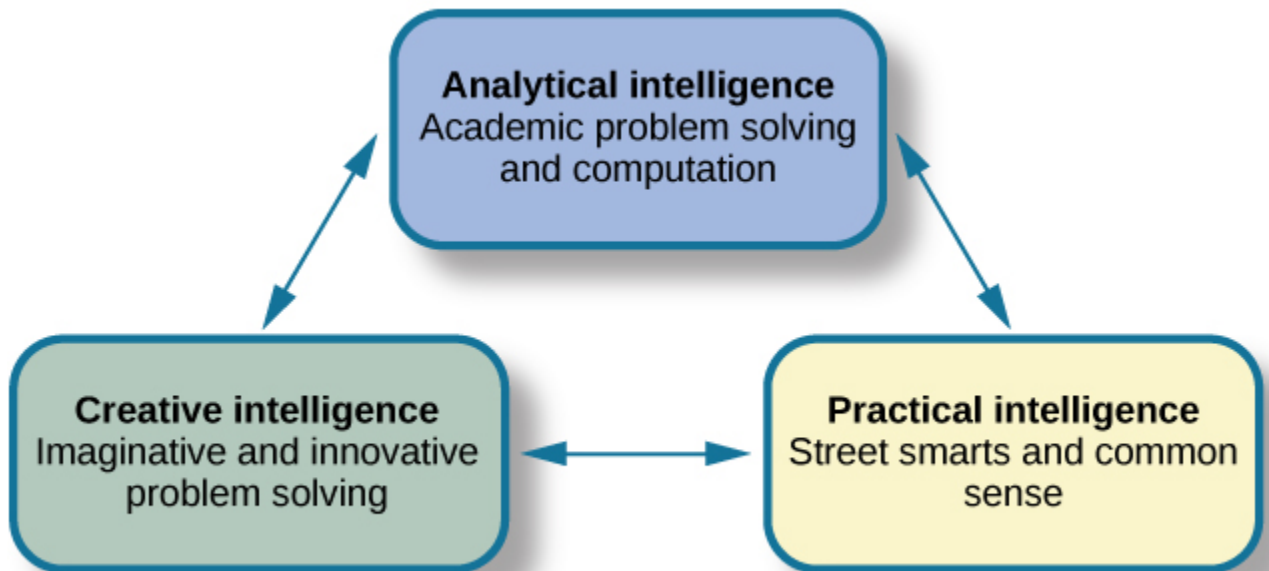 Analytical intelligence
Academic problem solving
and computation
Creative intelligence
Imaginative and innovative
problem solving
Practical intelligence
Street smarts and common
sense